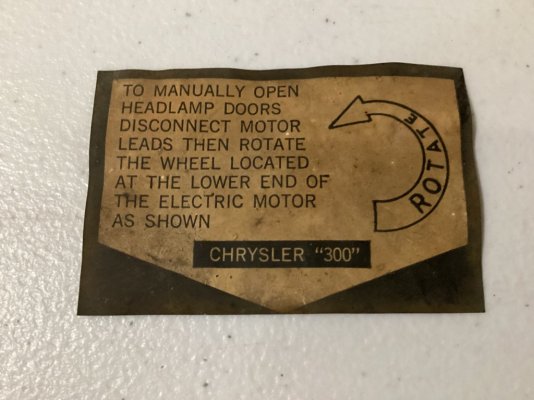 TO MANUALLY OPEN
HEADLAMP DOORS
DISCONNECT MOTOR
LEADS THEN ROTATE
THE WHEEL LOCATED
AT THE LOWER END OF
THE ELECTRIC MOTOR
AS SHOWN
ROTATE
CHRYSLER "300"